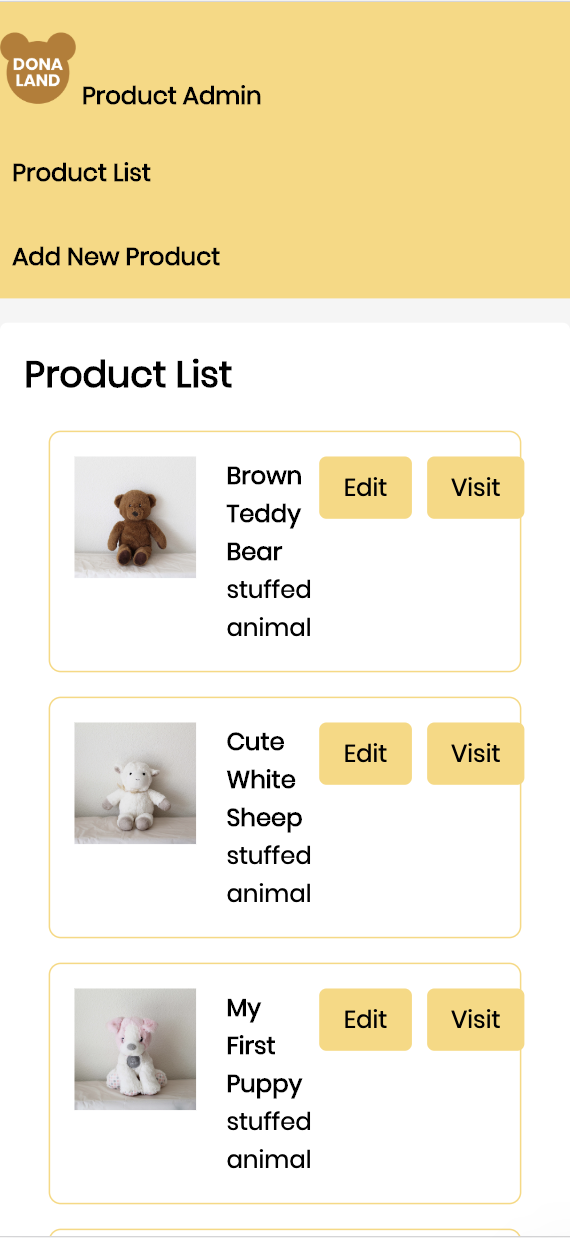 DONA
LAND
Product Admin
Product List
Add New Product
Product List
Brown
Teddy
Bear
stuffed
animal
Edit
Visit
Cute
White
Sheep
stuffed
animal
Edit
Visit
My
First
Puppy
stuffed
animal
Edit
Visit